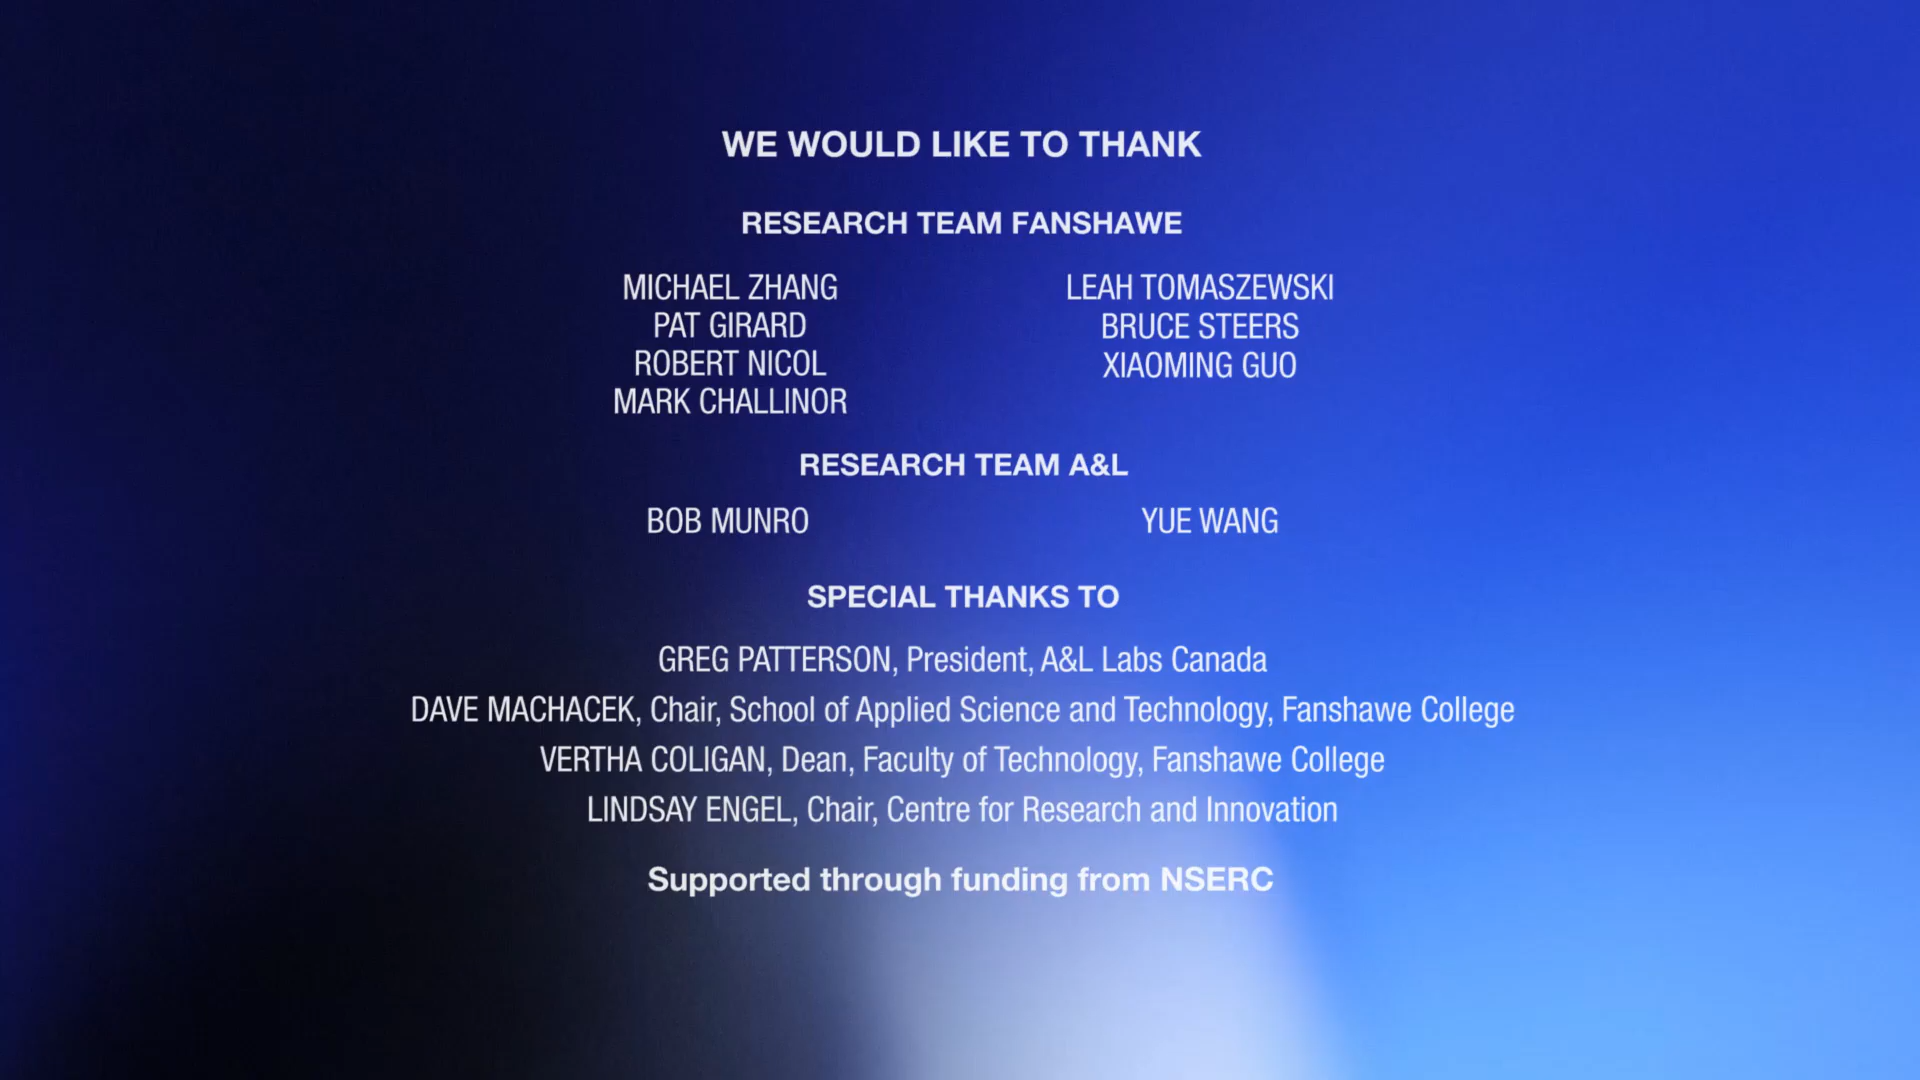 WE WOULD LIKE TO THANK
RESEARCH TEAM FANSHAWE
MICHAEL ZHANG
PAT GIRARD
ROBERT NICOL
MARK CHALLINOR
LEAH TOMASZEWSKI
BRUCE STEERS
XIAOMING GUO
RESEARCH TEAM A&L
BOB MUNRO
YUE WANG
SPECIAL THANKS TO
GREG PATTERSON, President, A&L Labs Canada
DAVE MACHACEK, Chair, School of Applied Science and Technology, Fanshawe College
VERTHA COLIGAN, Dean, Faculty of Technology, Fanshawe College
LINDSAY ENGEL, Chair, Centre for Research and Innovation
Supported through funding from NSERC